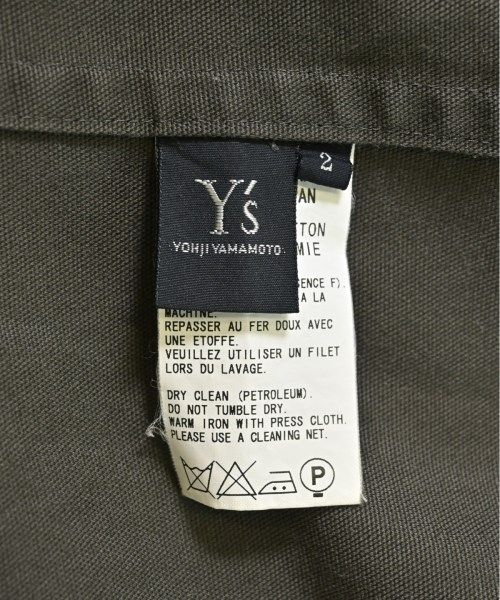 Y's
YOHJI YAMAMOTO
2
AN
TTON
MIE
SENCE F).
A LA
MACHINE.
REPASSER AU FER DOUX AVEC
UNE ETOFFE.
VEUILLEZ UTILISER UN FILET
LORS DU LAVAGE.
DRY CLEAN (PETROLEUM).
DO NOT TUMBLE DRY.
WARM IRON WITH PRESS CLOTH.
PLEASE USE A CLEANING NET.
P